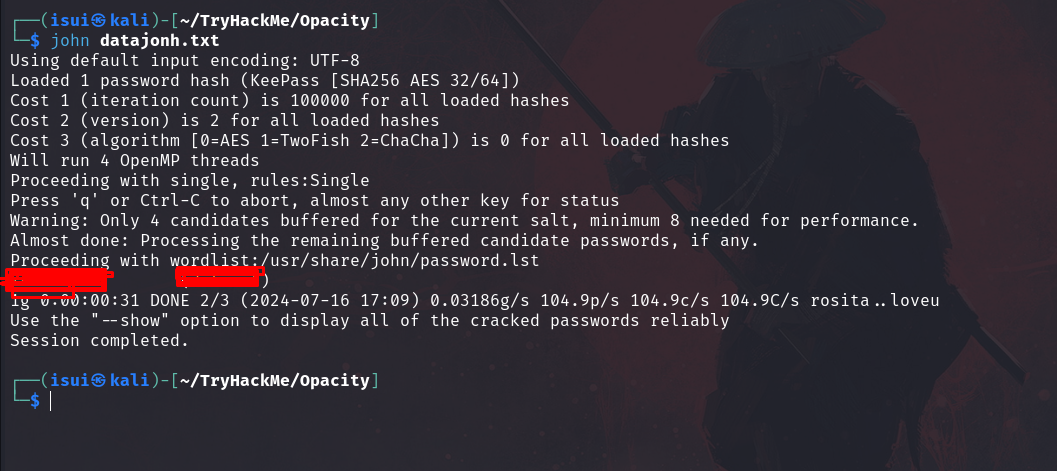 ┌──(isui㉿kali)-[~/TryHackMe/Opacity]
└─$ john datajonh.txt
Using default input encoding: UTF-8
Loaded 1 password hash (KeePass [SHA256 AES 32/64])
Cost 1 (iteration count) is 100000 for all loaded hashes
Cost 2 (version) is 2 for all loaded hashes
Cost 3 (algorithm [0=AES 1=TwoFish 2=ChaCha]) is 0 for all loaded hashes
Will run 4 OpenMP threads
Proceeding with single, rules:Single
Press 'q' or Ctrl-C to abort, almost any other key for status
Warning: Only 4 candidates buffered for the current salt, minimum 8 needed for performance.
Almost done: Processing the remaining buffered candidate passwords, if any.
Proceeding with wordlist:/usr/share/john/password.lst
)
1g 0:00:00:31 DONE 2/3 (2024-07-16 17:09) 0.03186g/s 104.9p/s 104.9c/s 104.9C/s rosita..loveu
Use the "--show" option to display all of the cracked passwords reliably
Session completed.
┌──(isui㉿kali)-[~/TryHackMe/Opacity]
└─$